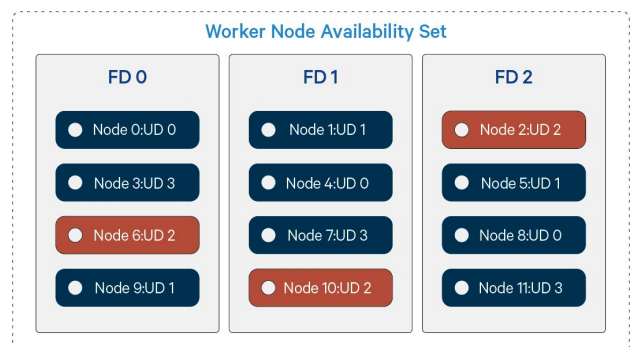 Worker Node Availability Set
FD 0
Node 0:UD 0
Node 3:UD 3
Node 6:UD 2
Node 9:UD 1
FD 1
Node 1:UD 1
Node 4:UD 0
Node 7:UD 3
Node 10:UD 2
FD 2
Node 2:UD 2
Node 5:UD 1
Node 8:UD 0
Node 11:UD 3